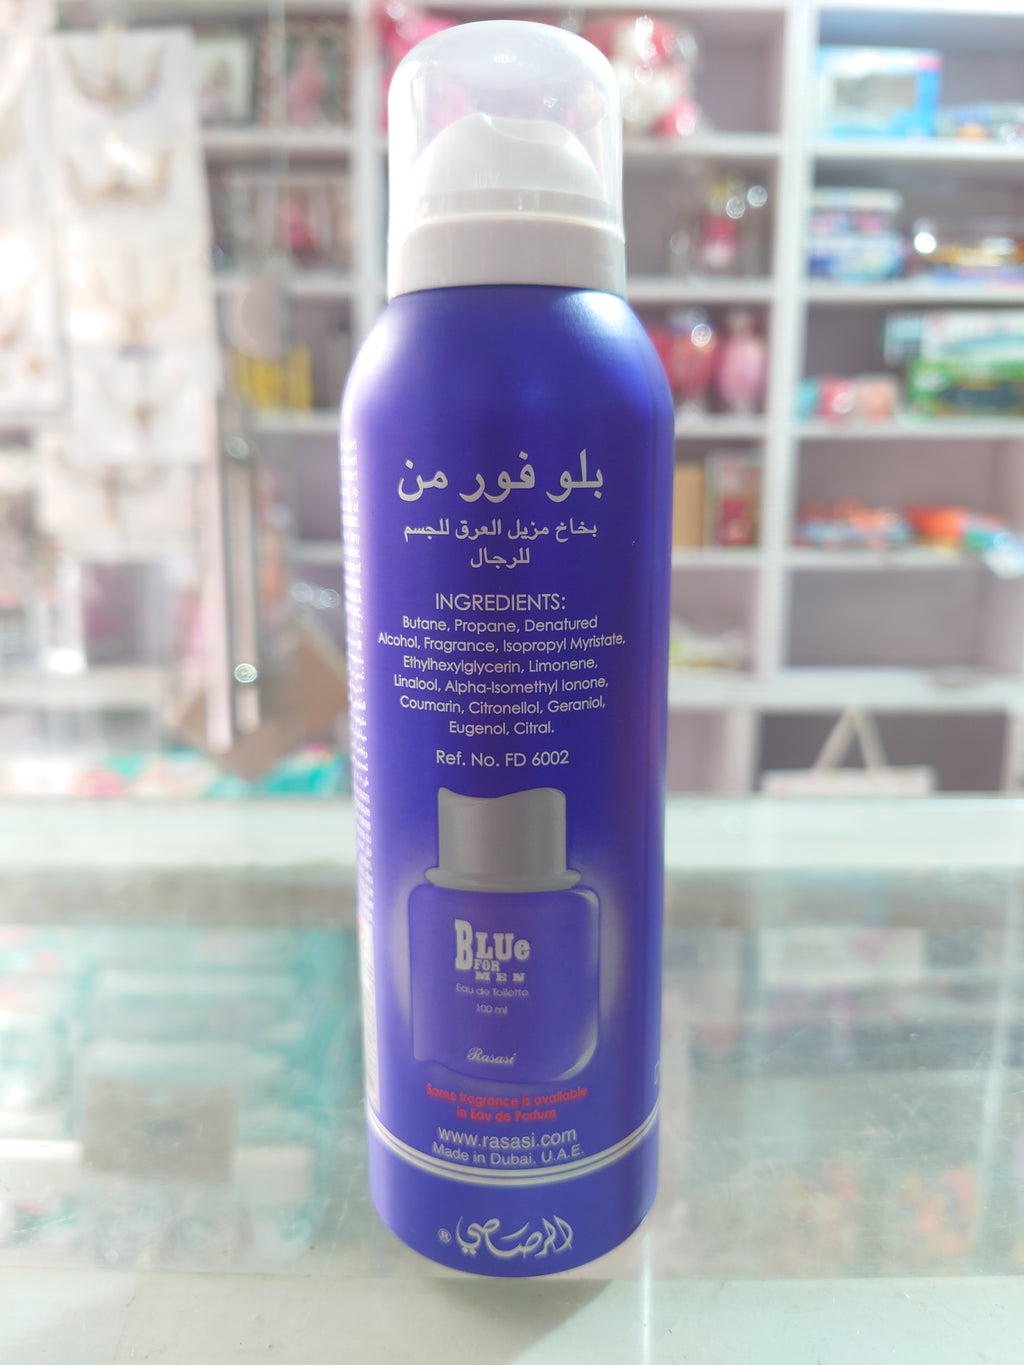 بلو فور من
بخاخ مزيل العرق للجسم
للرجال
INGREDIENTS:
Butane, Propane, Denatured
Alcohol, Fragrance, Isopropyl Myristate,
Ethylhexylglycerin, Limonene,
Linalool, Alpha-Isomethyl Ionone,
Coumarin, Citronellol, Geraniol,
Eugenol, Citral.
Ref. No. FD 6002
BLUe
FOR
MEN
Eau de Toilette
100 ml
Rasasi
Same fragrance is available
in Eau de Parfum
www.rasasi.com
Made in Dubai, U.A.E.
الرصاصي ®